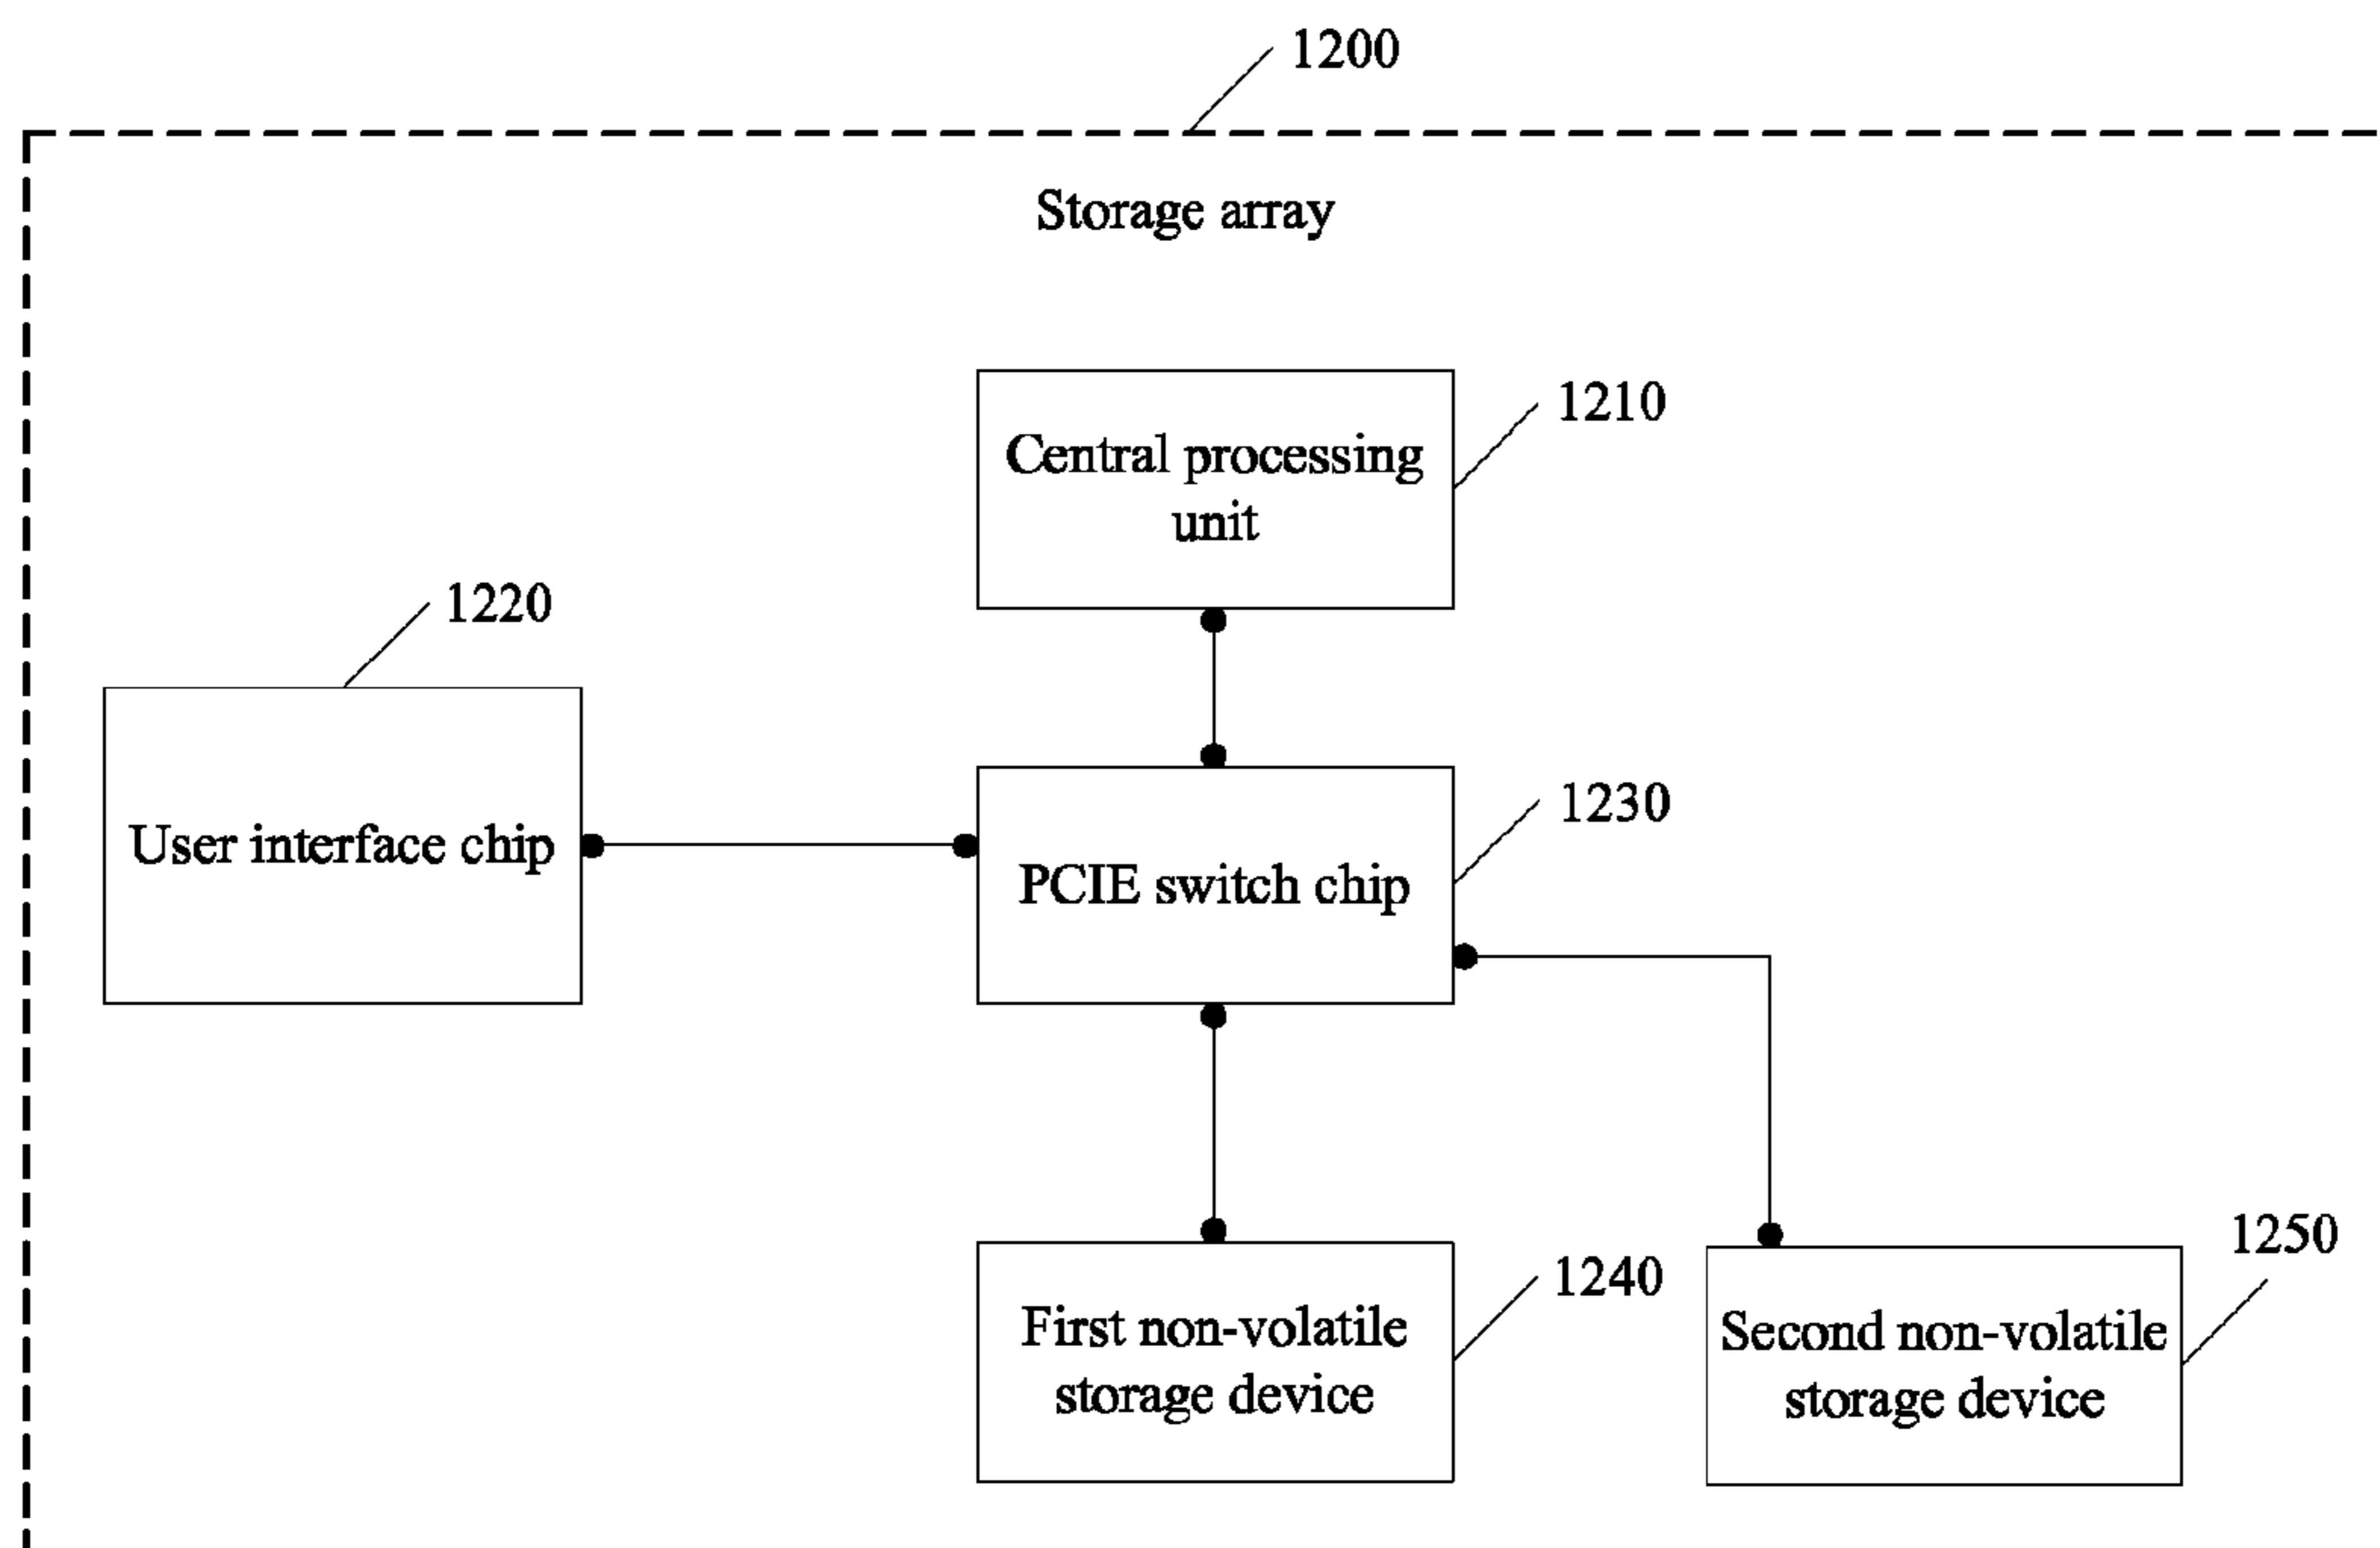 1200
Storage array
1210
Central processing
unit
1220
1230
User interface chip
PCIE switch chip
1240
First non-volatile
storage device
1250
Second non-volatile
storage device